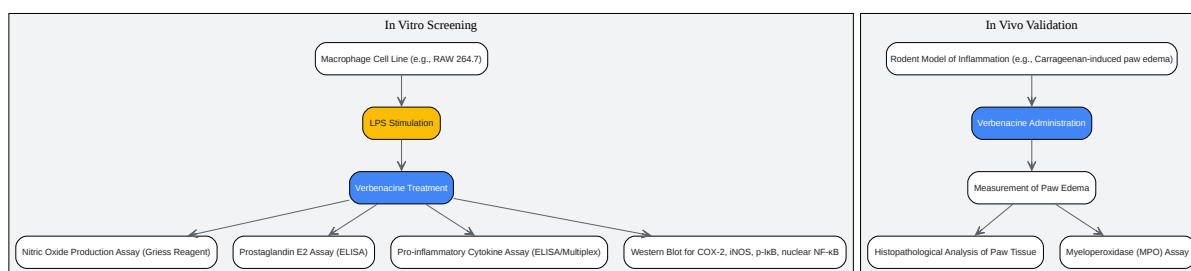 In Vitro Screening
Macrophage Cell Line (e.g., RAW 264.7)
LPS Stimulation
Verbenacine Treatment
Nitric Oxide Production Assay (Griess Reagent)
Prostaglandin E2 Assay (ELISA)
Pro-inflammatory Cytokine Assay (ELISA/Multiplex)
Western Blot for COX-2, iNOS, p-IκB, nuclear NF-κB
In Vivo Validation
Rodent Model of Inflammation (e.g., Carrageenan-induced paw edema)
Verbenacine Administration
Measurement of Paw Edema
Histopathological Analysis of Paw Tissue
Myeloperoxidase (MPO) Assay